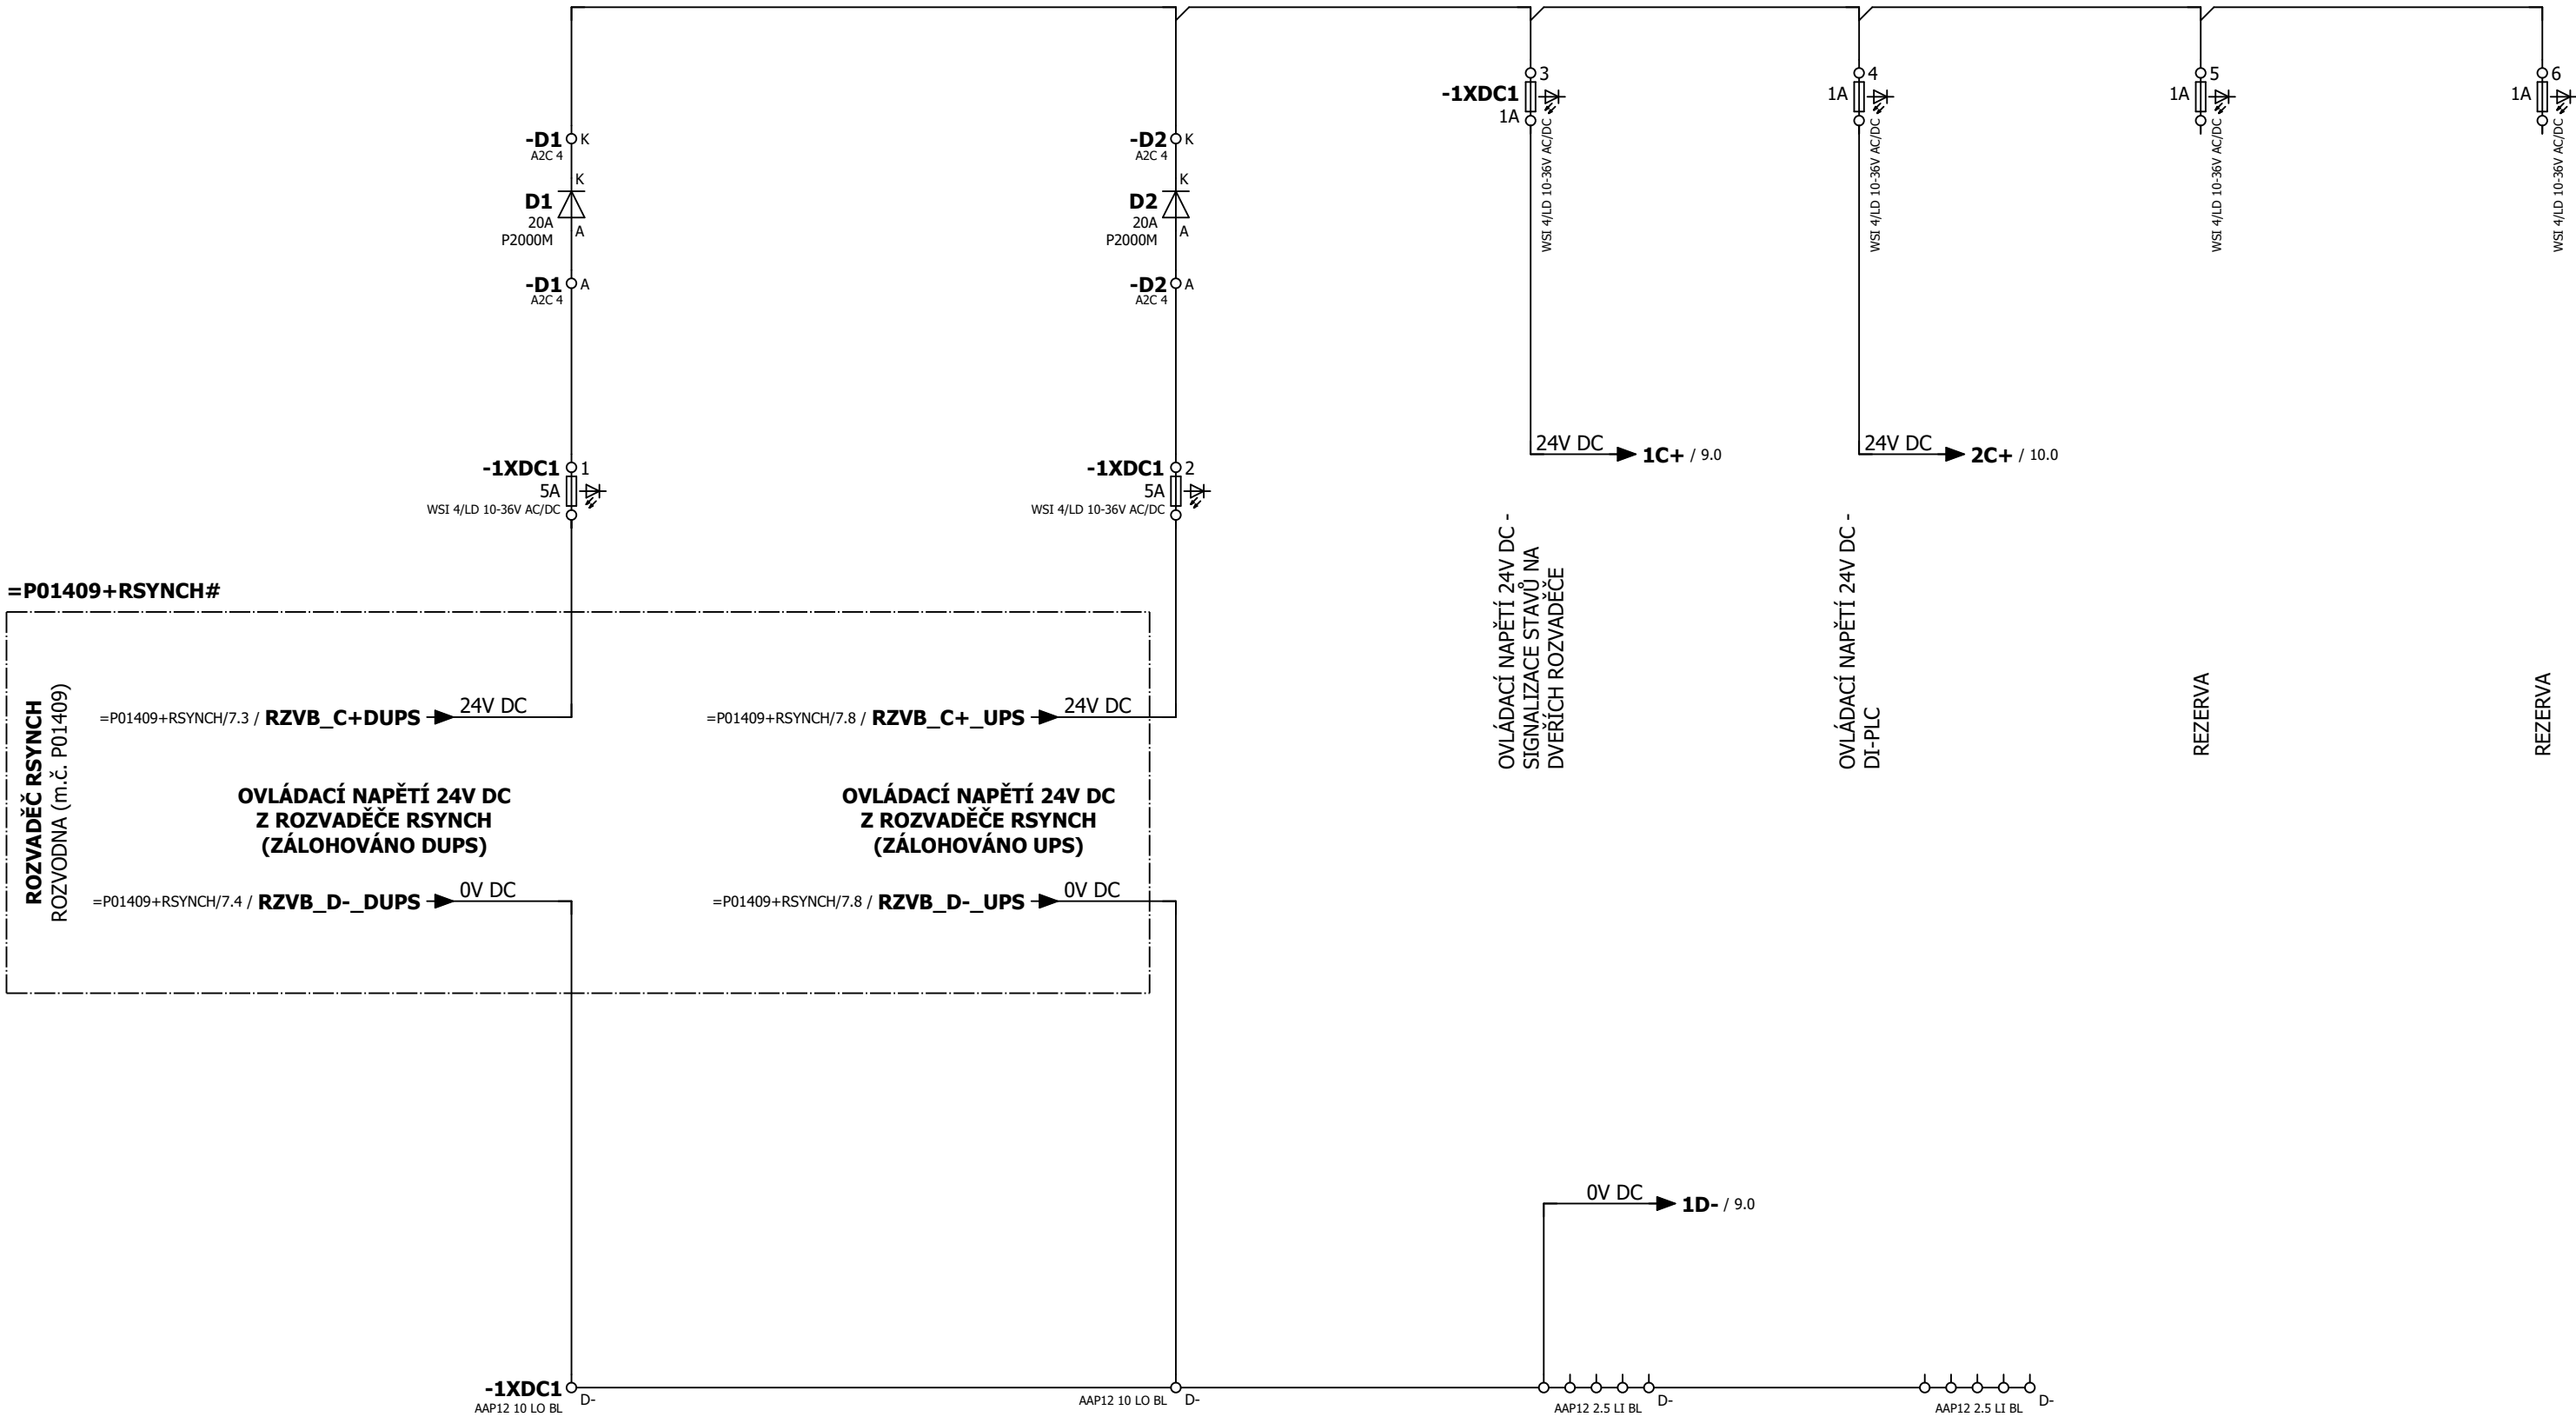 3
-1XDC1
1A
WSI 4/LD 10-36V AC/DC
4
1A
WSI 4/LD 10-36V AC/DC
5
1A
WSI 4/LD 10-36V AC/DC
6
1A
WSI 4/LD 10-36V AC/DC
-D1 K
A2C 4
K
D1
20A
P2000M
A
-D1 A
A2C 4
-D2 K
A2C 4
K
D2
20A
P2000M
A
-D2 A
A2C 4
24V DC
1C+ / 9.0
24V DC
2C+ / 10.0
-1XDC1 1
5A
WSI 4/LD 10-36V AC/DC
-1XDC1 2
5A
WSI 4/LD 10-36V AC/DC
OVLÁDACÍ NAPĚTÍ 24V DC -
SIGNALIZACE STAVŮ NA
DVEŘÍCH ROZVADĚČE
OVLÁDACÍ NAPĚTÍ 24V DC -
DI-PLC
REZERVA
REZERVA
=P01409+RSYNCH#
ROZVADĚČ RSYNCH
ROZVODNA (m.č. P01409)
=P01409+RSYNCH/7.3 / RZVB_C+DUPS
24V DC
=P01409+RSYNCH/7.8 / RZVB_C+_UPS
24V DC
OVLÁDACÍ NAPĚTÍ 24V DC
Z ROZVADĚČE RSYNCH
(ZÁLOHOVÁNO DUPS)
OVLÁDACÍ NAPĚTÍ 24V DC
Z ROZVADĚČE RSYNCH
(ZÁLOHOVÁNO UPS)
=P01409+RSYNCH/7.4 / RZVB_D-_DUPS
0V DC
=P01409+RSYNCH/7.8 / RZVB_D-_UPS
0V DC
0V DC
1D- / 9.0
-1XDC1
AAP12 10 LO BL
D-
AAP12 10 LO BL
D-
AAP12 2.5 LI BL
D-
AAP12 2.5 LI BL
D-